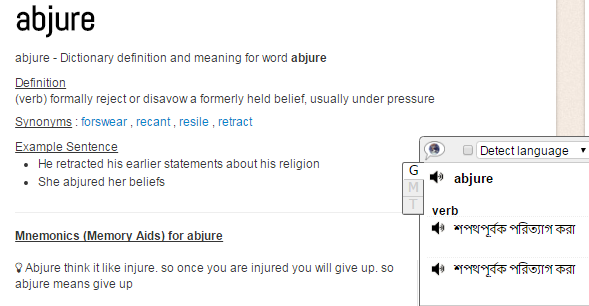 abjure
abjure - Dictionary definition and meaning for word abjure
Definition
(verb) formally reject or disavow a formerly held belief, usually under pressure
Synonyms : forswear , recant , resile , retract
Example Sentence
He retracted his earlier statements about his religion
She abjured her beliefs
Mnemonics (Memory Aids) for abjure
Abjure think it like injure. so once you are injured you will give up. so
abjure means give up
Detect language
G
M
T
abjure
verb
শপথপূর্বক পরিত্যাগ করা
শপথপূর্বক পরিত্যাগ করা